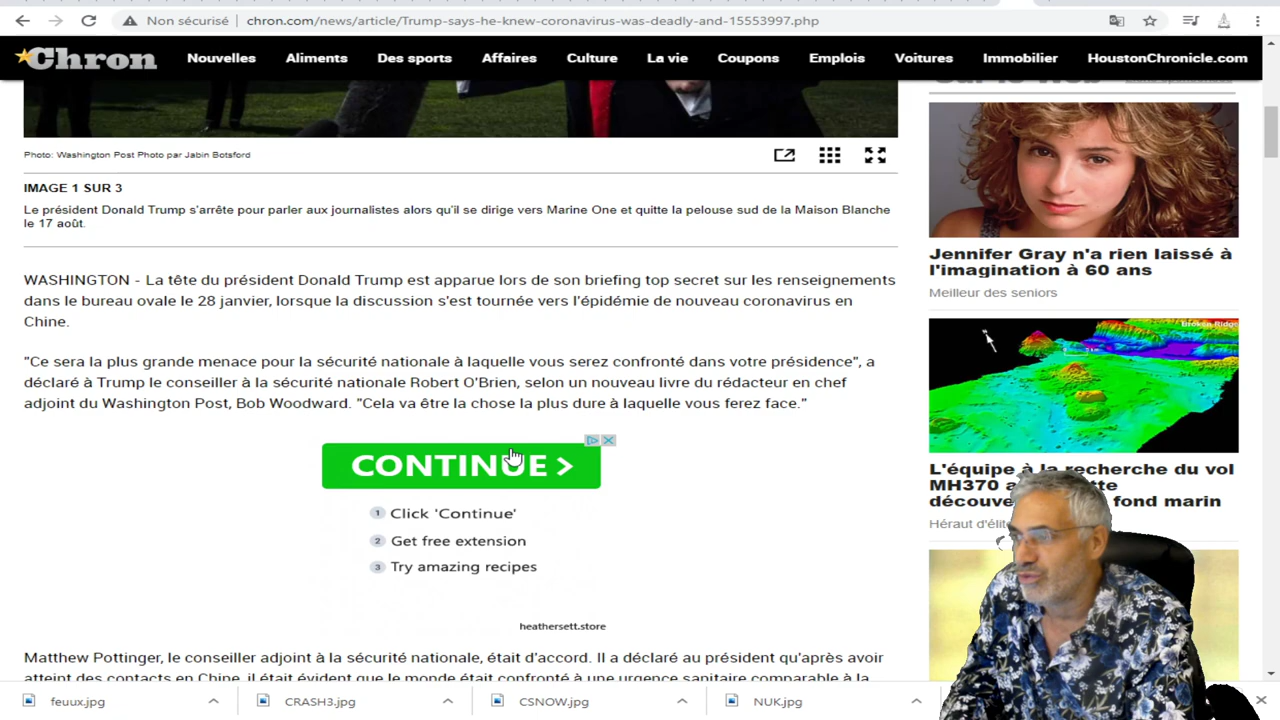 Non sécurisé | chron.com/news/article/Trump-says-he-knew-coronavirus-was-deadly-and-15553997.php
Chron
Nouvelles Aliments Des sports Affaires Culture La vie Coupons Emplois Voitures Immobilier HoustonChronicle.com
Photo: Washington Post Photo par Jabin Botsford
IMAGE 1 SUR 3
Le président Donald Trump s'arrête pour parler aux journalistes alors qu'il se dirige vers Marine One et quitte la pelouse sud de la Maison Blanche
le 17 août.
WASHINGTON - La tête du président Donald Trump est apparue lors de son briefing top secret sur les renseignements
dans le bureau ovale le 28 janvier, lorsque la discussion s'est tournée vers l'épidémie de nouveau coronavirus en
Chine.
"Ce sera la plus grande menace pour la sécurité nationale à laquelle vous serez confronté dans votre présidence", a
déclaré à Trump le conseiller à la sécurité nationale Robert O'Brien, selon un nouveau livre du rédacteur en chef
adjoint du Washington Post, Bob Woodward. "Cela va être la chose la plus dure à laquelle vous ferez face."
CONTINUE >
1 Click 'Continue'
2 Get free extension
3 Try amazing recipes
heathersett.store
Matthew Pottinger, le conseiller adjoint à la sécurité nationale, était d'accord. Il a déclaré au président qu'après avoir
atteint des contacts en Chine, il était évident que le monde était confronté à une urgence sanitaire comparable à la
Jennifer Gray n'a rien laissé à
l'imagination à 60 ans
Meilleur des seniors
Broken Ridge
L'équipe à la recherche du vol
MH370 a
découve fond marin
Héraut d'élit
feuux.jpg
CRASH3.jpg
CSNOW.jpg
NUK.jpg